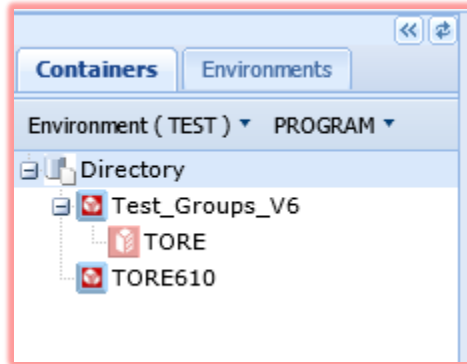 Containers Environments
Environment ( TEST ) PROGRAM
Directory
Test_Groups_V6
TORE
TORE610